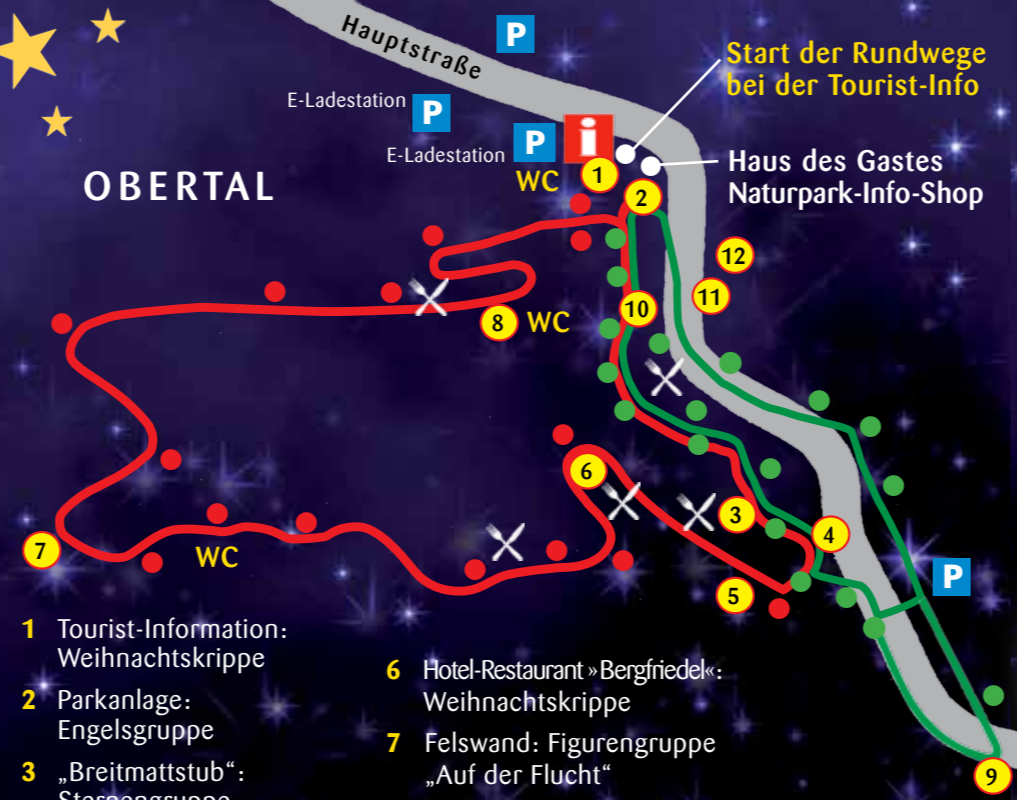 Hauptstraße
P
Start der Rundwege
bei der Tourist-Info
E-Ladestation P
E-Ladestation P i
Haus des Gastes
Naturpark-Info-Shop
OBERTAL
WC
1
2
12
11
10
8 WC
6
3
4
7
WC
P
5
9
1 Tourist-Information:
Weihnachtskrippe
2 Parkanlage:
Engelsgruppe
3 „Breitmattstub“:
Sternengruppe
6 Hotel-Restaurant »Bergfriedel«:
Weihnachtskrippe
7 Felswand: Figurengruppe
„Auf der Flucht“